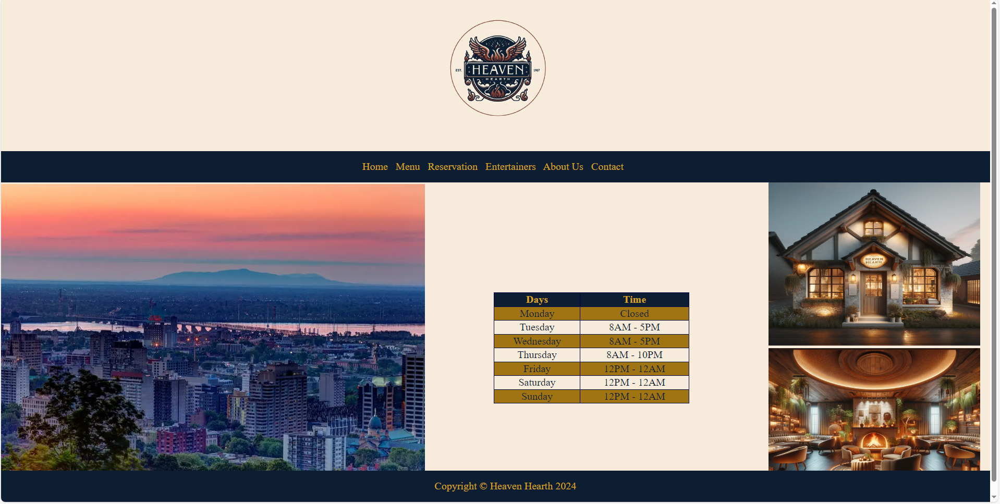 EST. HEAVEN 1987
HEARTH
Home Menu Reservation Entertainers About Us Contact
HEAVEN
HEARTH
Days Time
Monday Closed
Tuesday 8AM - 5PM
Wednesday 8AM - 5PM
Thursday 8AM - 10PM
Friday 12PM - 12AM
Saturday 12PM - 12AM
Sunday 12PM - 12AM
Copyright © Heaven Hearth 2024